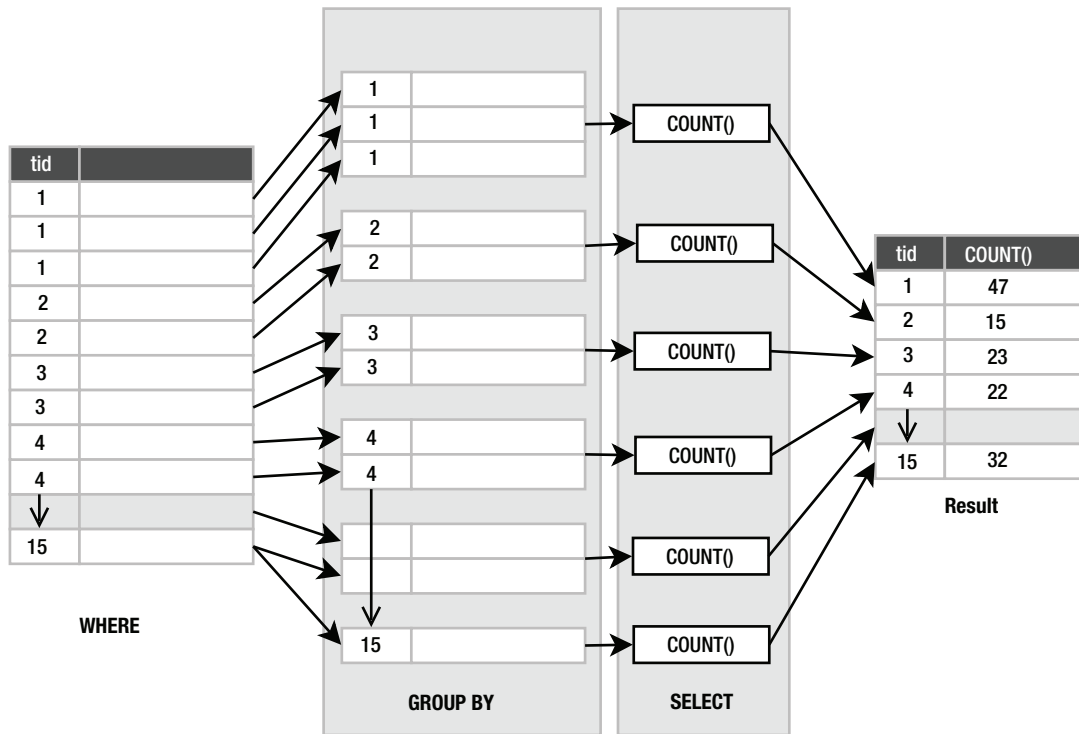 tid
1
1
1
2
2
3
3
4
4
15
WHERE
1
1
1
2
2
3
3
4
4
15
GROUP BY
COUNT()
COUNT()
COUNT()
COUNT()
COUNT()
COUNT()
SELECT
tid COUNT()
1 47
2 15
3 23
4 22
15 32
Result